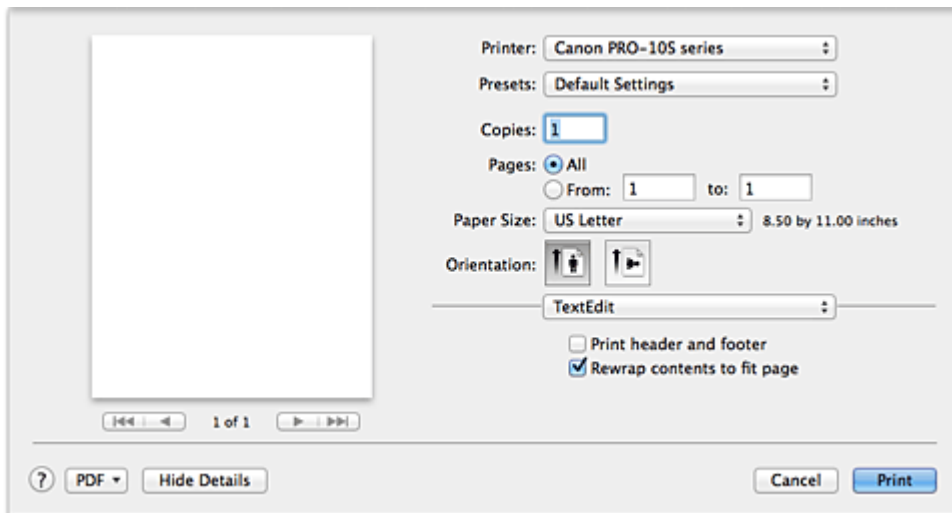 Printer: Canon PRO-10S series
Presets: Default Settings
Copies: 1
Pages: All
From: 1 to: 1
Paper Size: US Letter 8.50 by 11.00 inches
Orientation:
TextEdit
Print header and footer
Rewrap contents to fit page
1 of 1
? PDF Hide Details Cancel Print